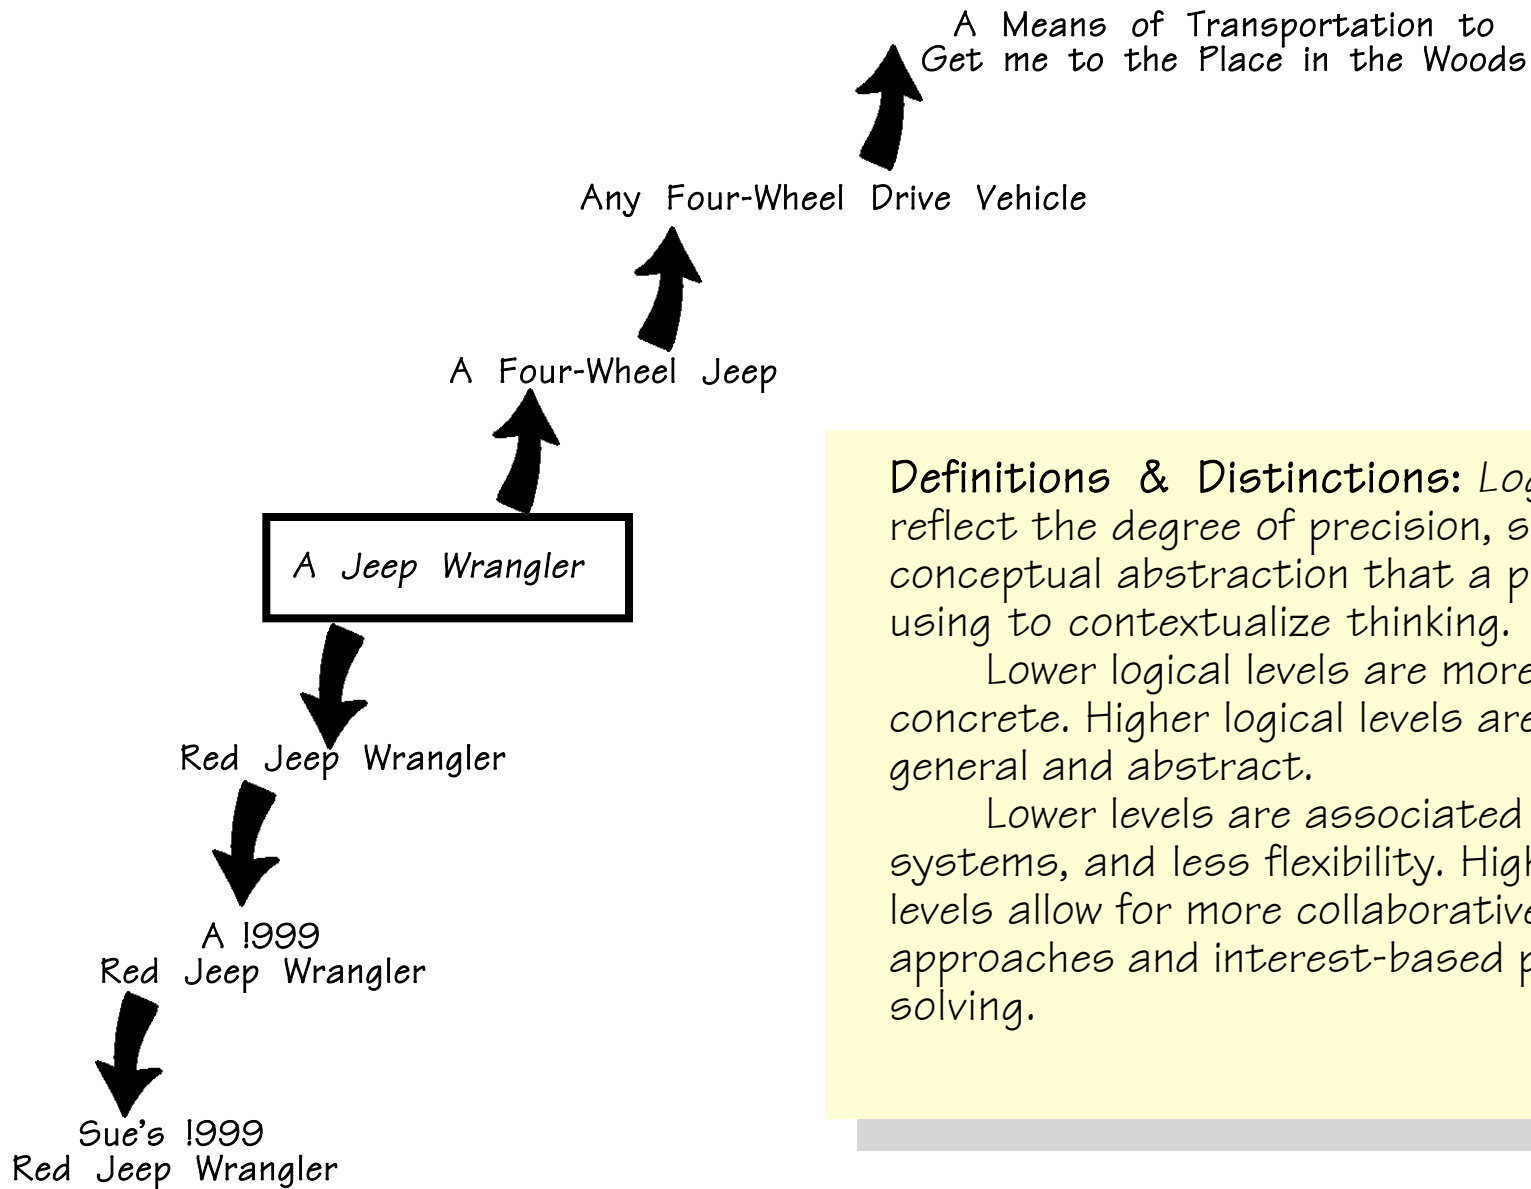 A Means of Transportation to
Get me to the Place in the Woods
Any Four-Wheel Drive Vehicle
A Four-Wheel Jeep
A Jeep Wrangler
Red Jeep Wrangler
A !999
Red Jeep Wrangler
Sue's !999
Red Jeep Wrangler
Definitions & Distinctions:
reflect the degree of precision,
conceptual abstraction that a
using to contextualize thinking.
Lower logical levels are more
concrete. Higher logical levels are
general and abstract.
Lower levels are associated
systems, and less flexibility.
levels allow for more collaborative
approaches and interest-based
solving.